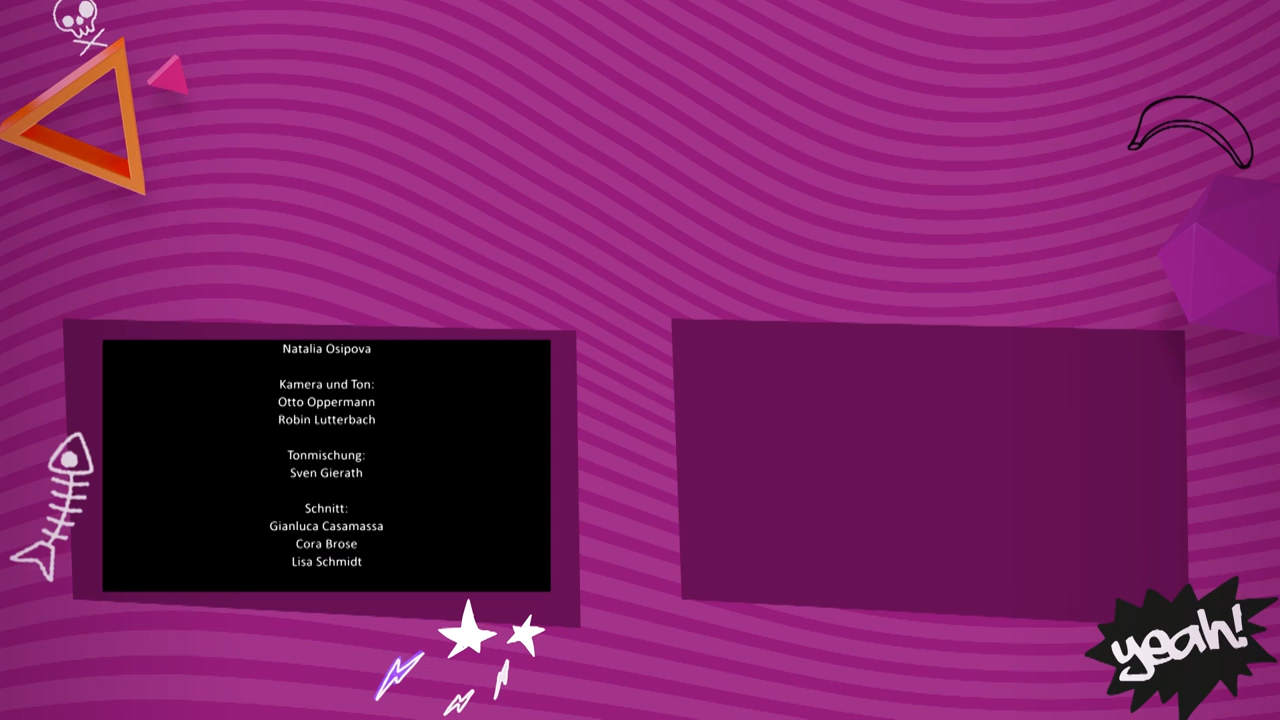 Natalia Osipova
Kamera und Ton:
Otto Oppermann
Robin Lutterbach
Tonmischung:
Sven Gierath
Schnitt:
Gianluca Casamassa
Cora Brose
Lisa Schmidt
yeah!